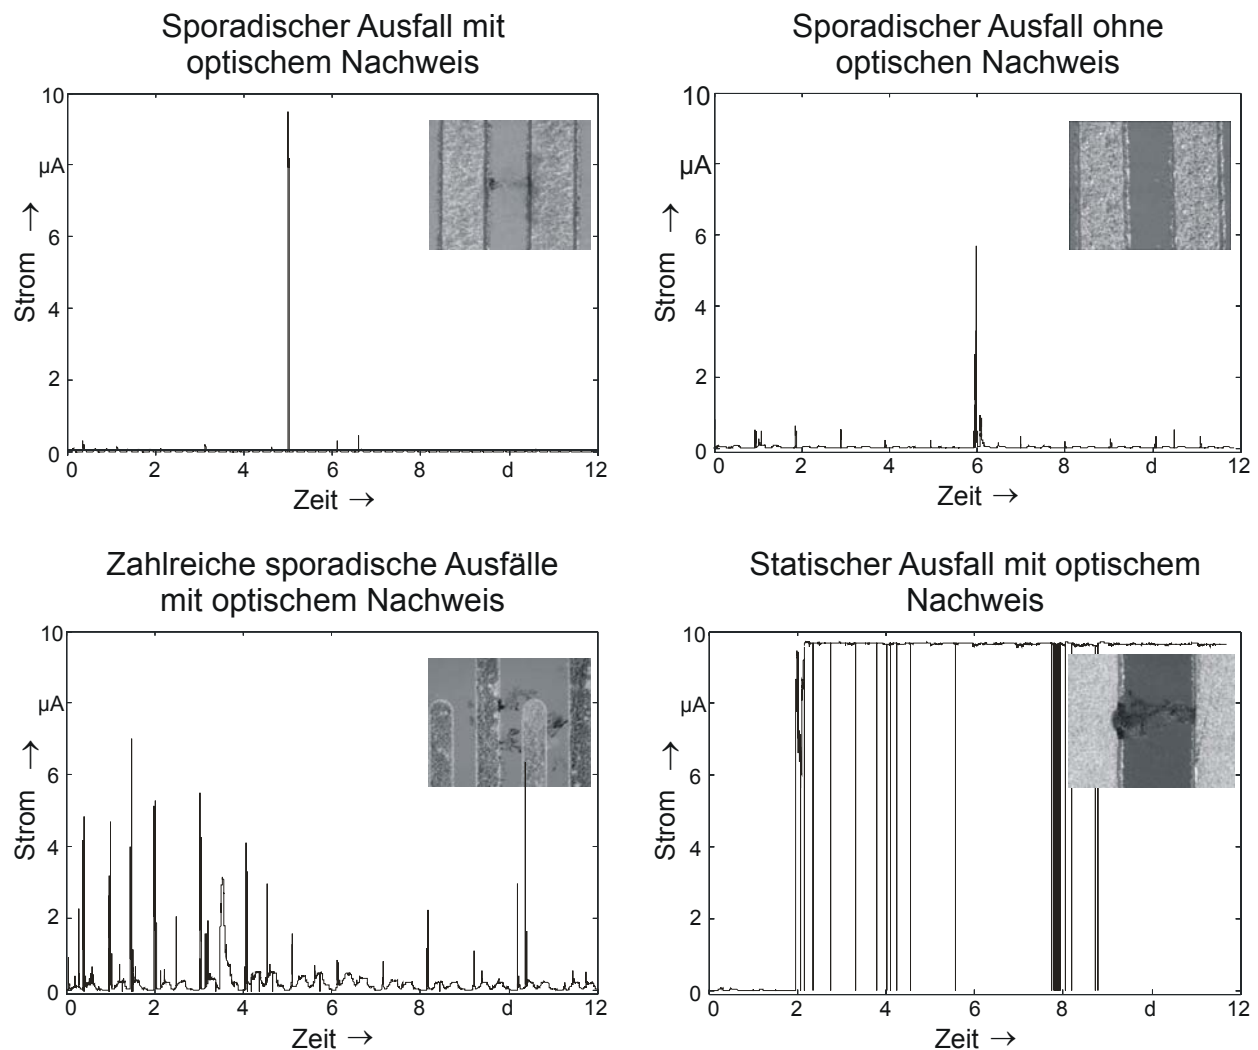 Sporadischer Ausfall mit
optischem Nachweis
10
µA
6
4
2
0
Strom →
0 2 4 6 8 d 12
Zeit →
Sporadischer Ausfall ohne
optischen Nachweis
10
µA
6
4
2
0
Strom →
0 2 4 6 8 d 12
Zeit →
Zahlreiche sporadische Ausfälle
mit optischem Nachweis
10
µA
6
4
2
0
Strom →
0 2 4 6 8 d 12
Zeit →
Statischer Ausfall mit optischem
Nachweis
10
µA
6
4
2
0
Strom →
0 2 4 6 8 d 12
Zeit →